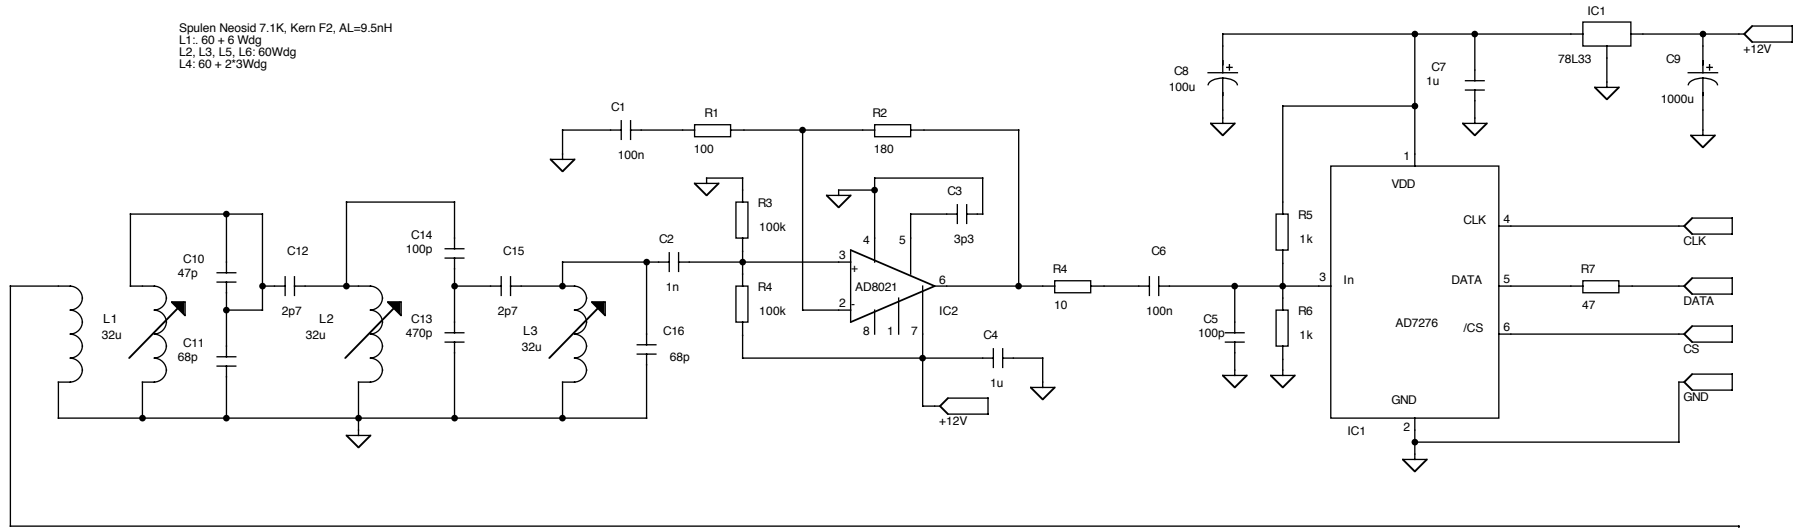 Spulen Neosid 7.1K, Kern F2, AL=9.5nH
L1:. 60 + 6 Wdg
L2, L3, L5, L6: 60Wdg
L4: 60 + 2*3Wdg
IC1
78L33
+12V
C8
100u
C7
1u
C9
1000u
C1
100n
R1
100
R2
180
R3
100k
C3
3p3
4
5
3
+
AD8021
2
-
6
IC2
8
1
7
R4
100k
C4
1u
+12V
C10
47p
C12
2p7
C14
100p
C15
2p7
C2
1n
L1
32u
C11
68p
L2
32u
C13
470p
L3
32u
C16
68p
R4
10
C6
100n
C5
100p
R5
1k
R6
1k
1
VDD
CLK
4
CLK
3
In
DATA
5
R7
47
DATA
AD7276
/CS
6
CS
GND
GND
IC1
2